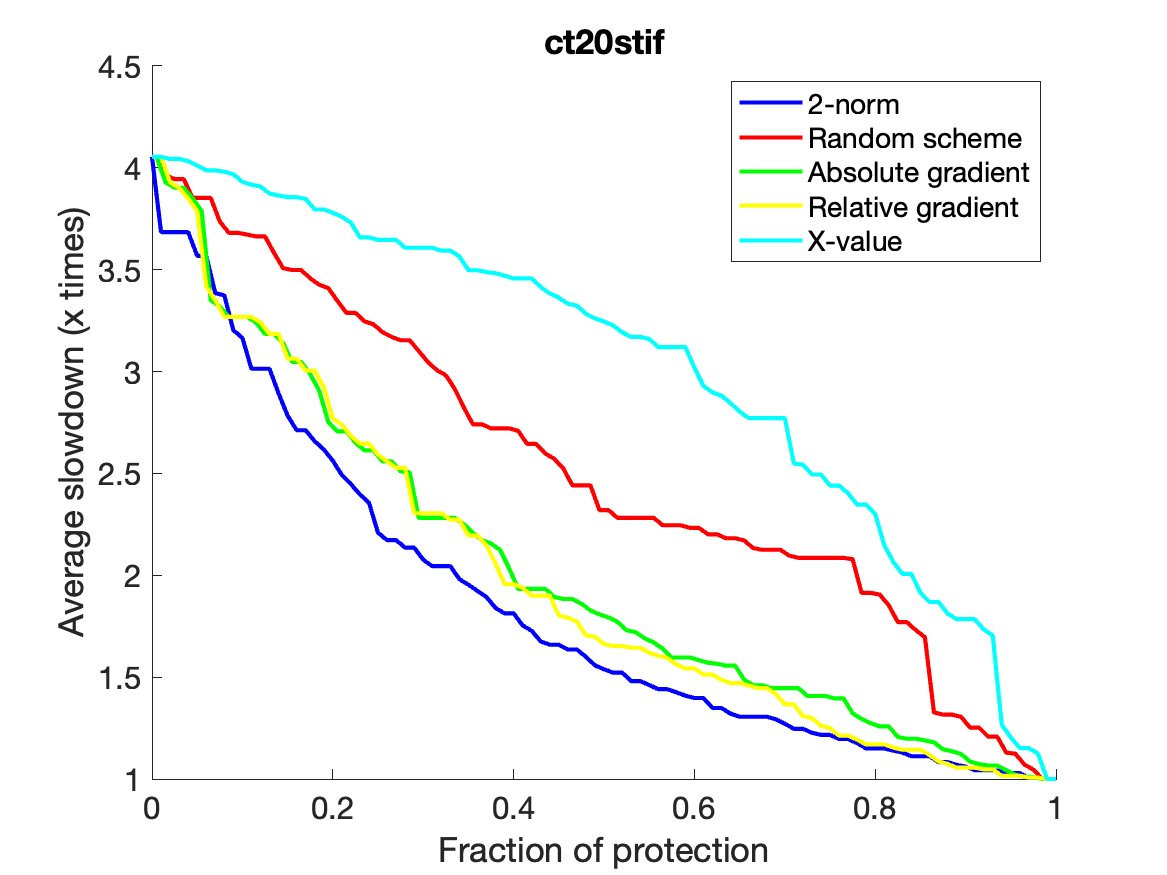 ct20stif
4.5
4
3.5
3
2.5
2
1.5
1
Average slowdown (x times)
2-norm
Random scheme
Absolute gradient
Relative gradient
X-value
0
0.2
0.4
0.6
0.8
1
Fraction of protection